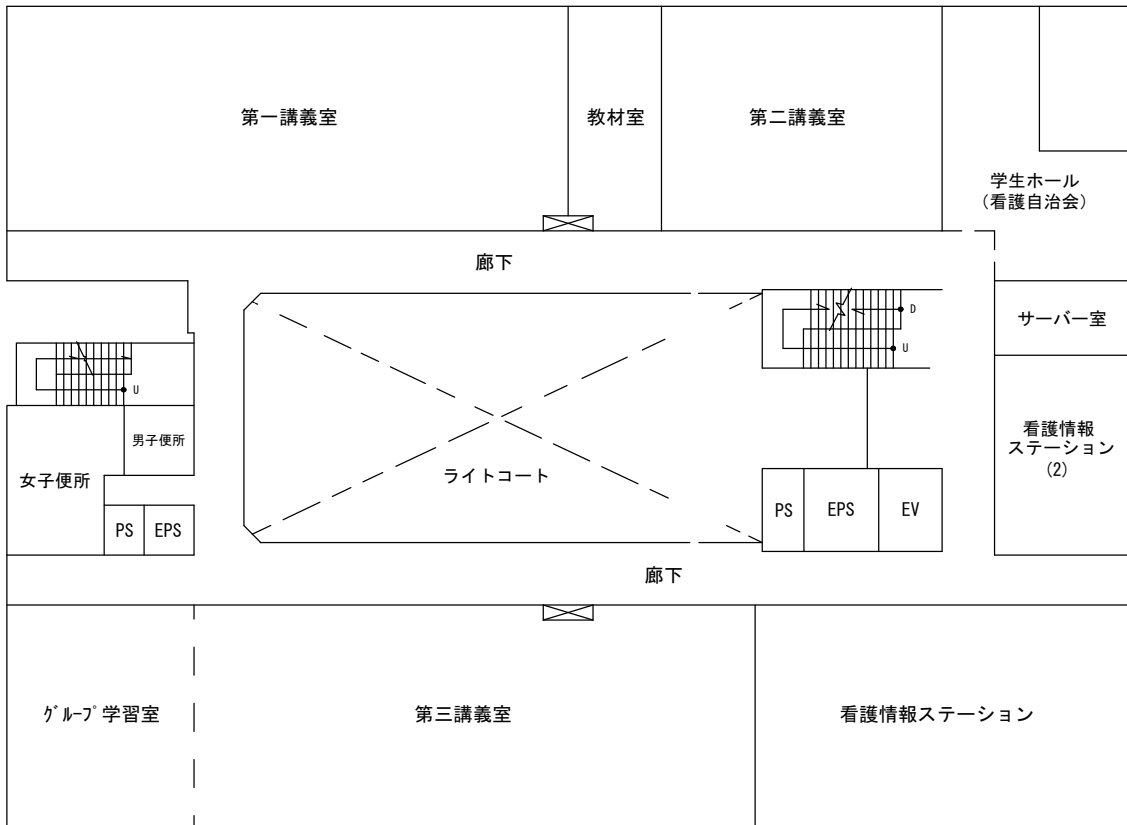 第一講義室
教材室
第二講義室
学生ホール
(看護自治会)
廊下
サーバー室
D
U
U
男子便所
女子便所
看護情報
ステーション
(2)
ライトコート
PS
EPS
PS
EPS
EV
廊下
ｸﾞﾙｰﾌﾟ学習室
第三講義室
看護情報ステーション